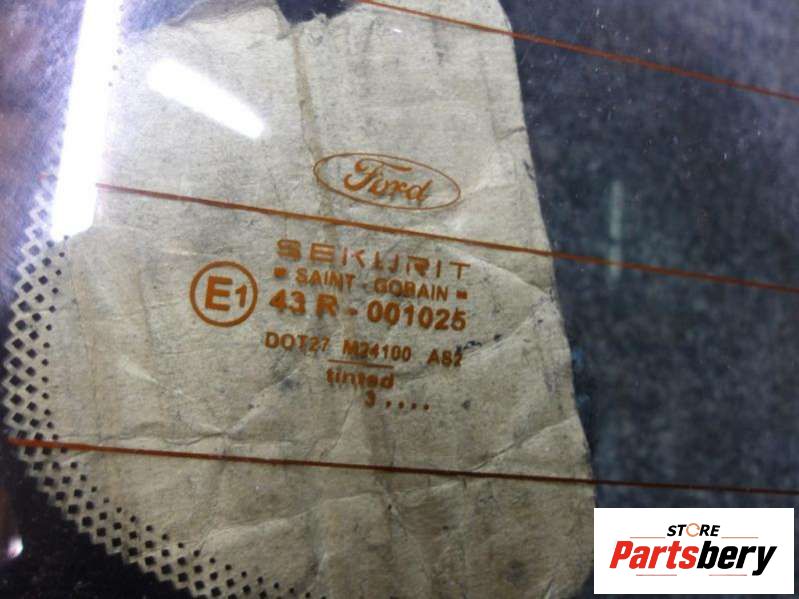 Ford
SEKURIT
SAINT - GOBAIN
E1
43 R - 001025
DOT27 M24100 AS2
tinted
3 ....
STORE
Partsbery